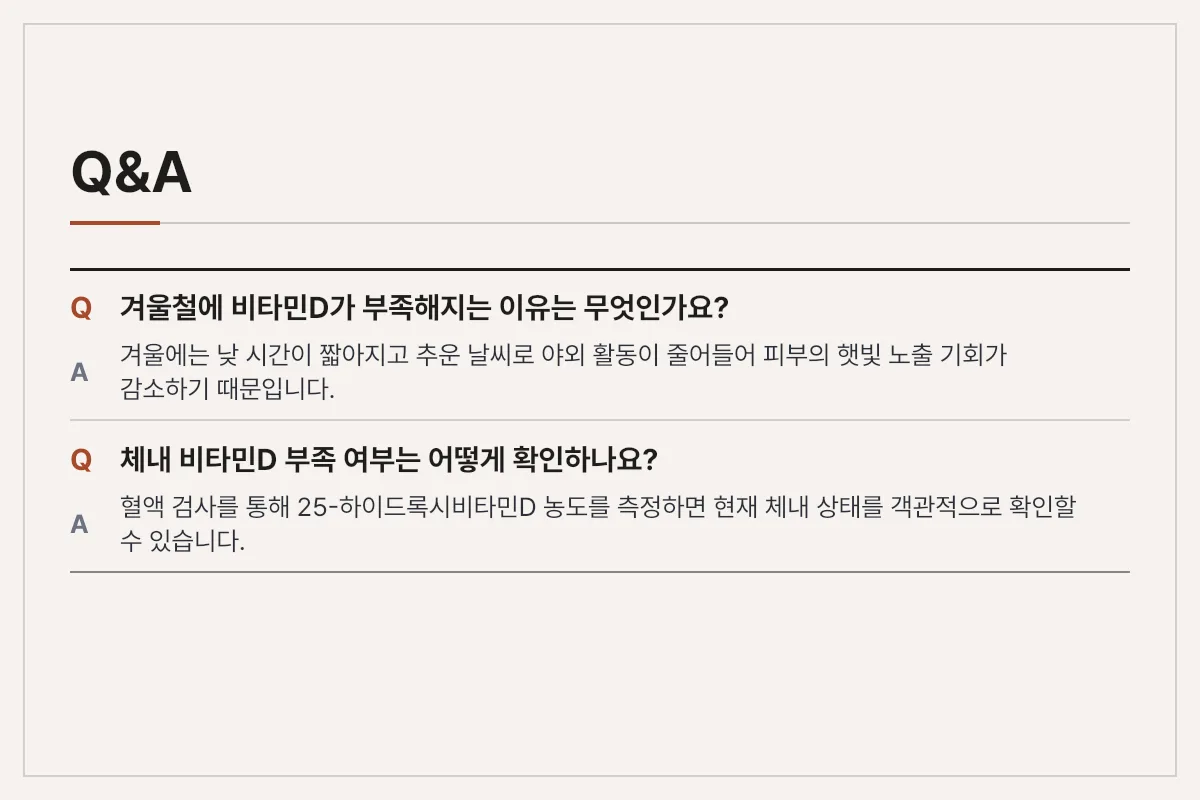 Q&A
Q 겨울철에 비타민D가 부족해지는 이유는 무엇인가요?
A 겨울에는 낮 시간이 짧아지고 추운 날씨로 야외 활동이 줄어들어 피부의 햇빛 노출 기회가
감소하기 때문입니다.
Q 체내 비타민D 부족 여부는 어떻게 확인하나요?
A 혈액 검사를 통해 25-하이드록시비타민D 농도를 측정하면 현재 체내 상태를 객관적으로 확인할
수 있습니다.